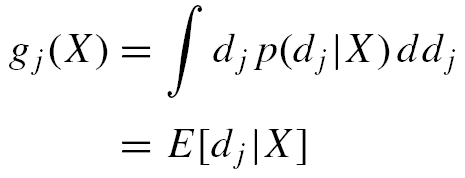 g_j(X) = ∫ d_j p(d_j|X) dd_j
= E[d_j|X]